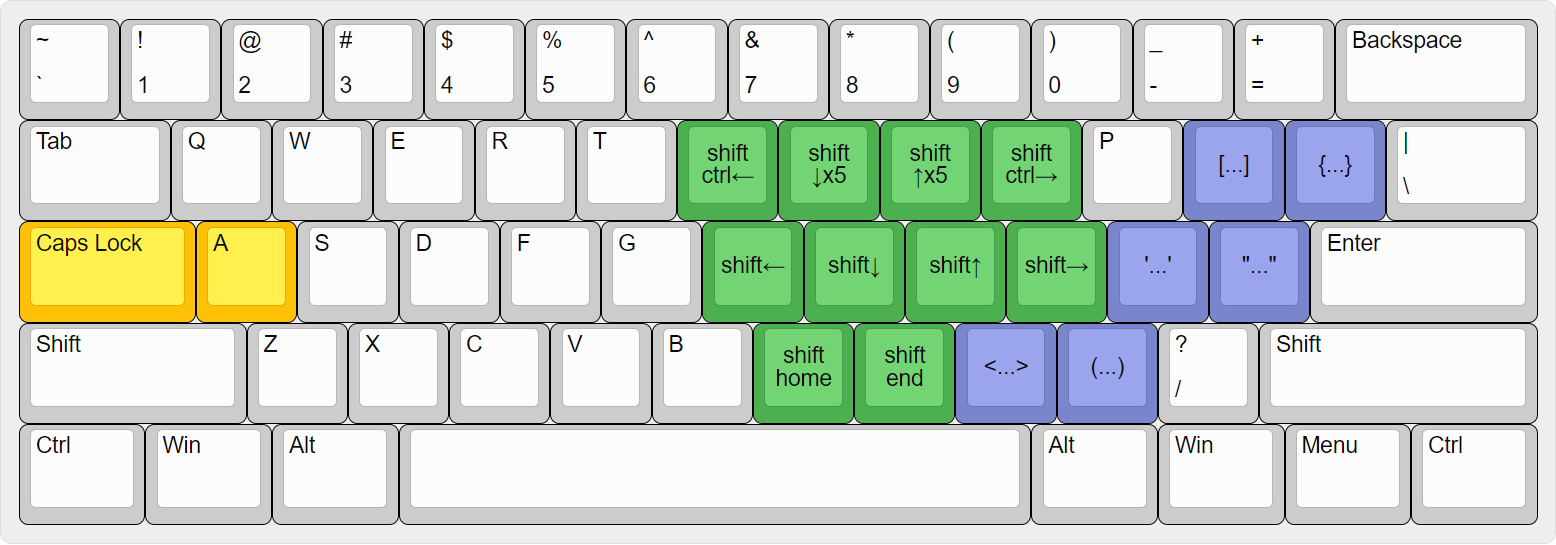 ~ ! @ # $ % ^ & * ( ) _ + Backspace
` 1 2 3 4 5 6 7 8 9 0 - =
Tab Q W E R T shift shift shift shift P [...] {...} |
ctrl← ↓x5 ↑x5 ctrl→ \
Caps Lock A S D F G shift← shift↓ shift↑ shift→ '...' "..." Enter
Shift Z X C V B shift shift <...> (...) ? Shift
home end /
Ctrl Win Alt Alt Win Menu Ctrl